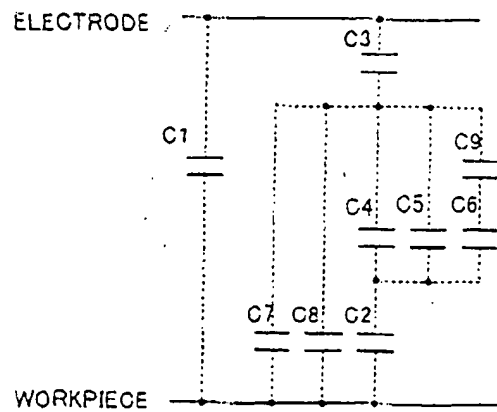 ELECTRODE
C3
C1
C9
C4 C5 C6
C7 C8 C2
WORKPIECE